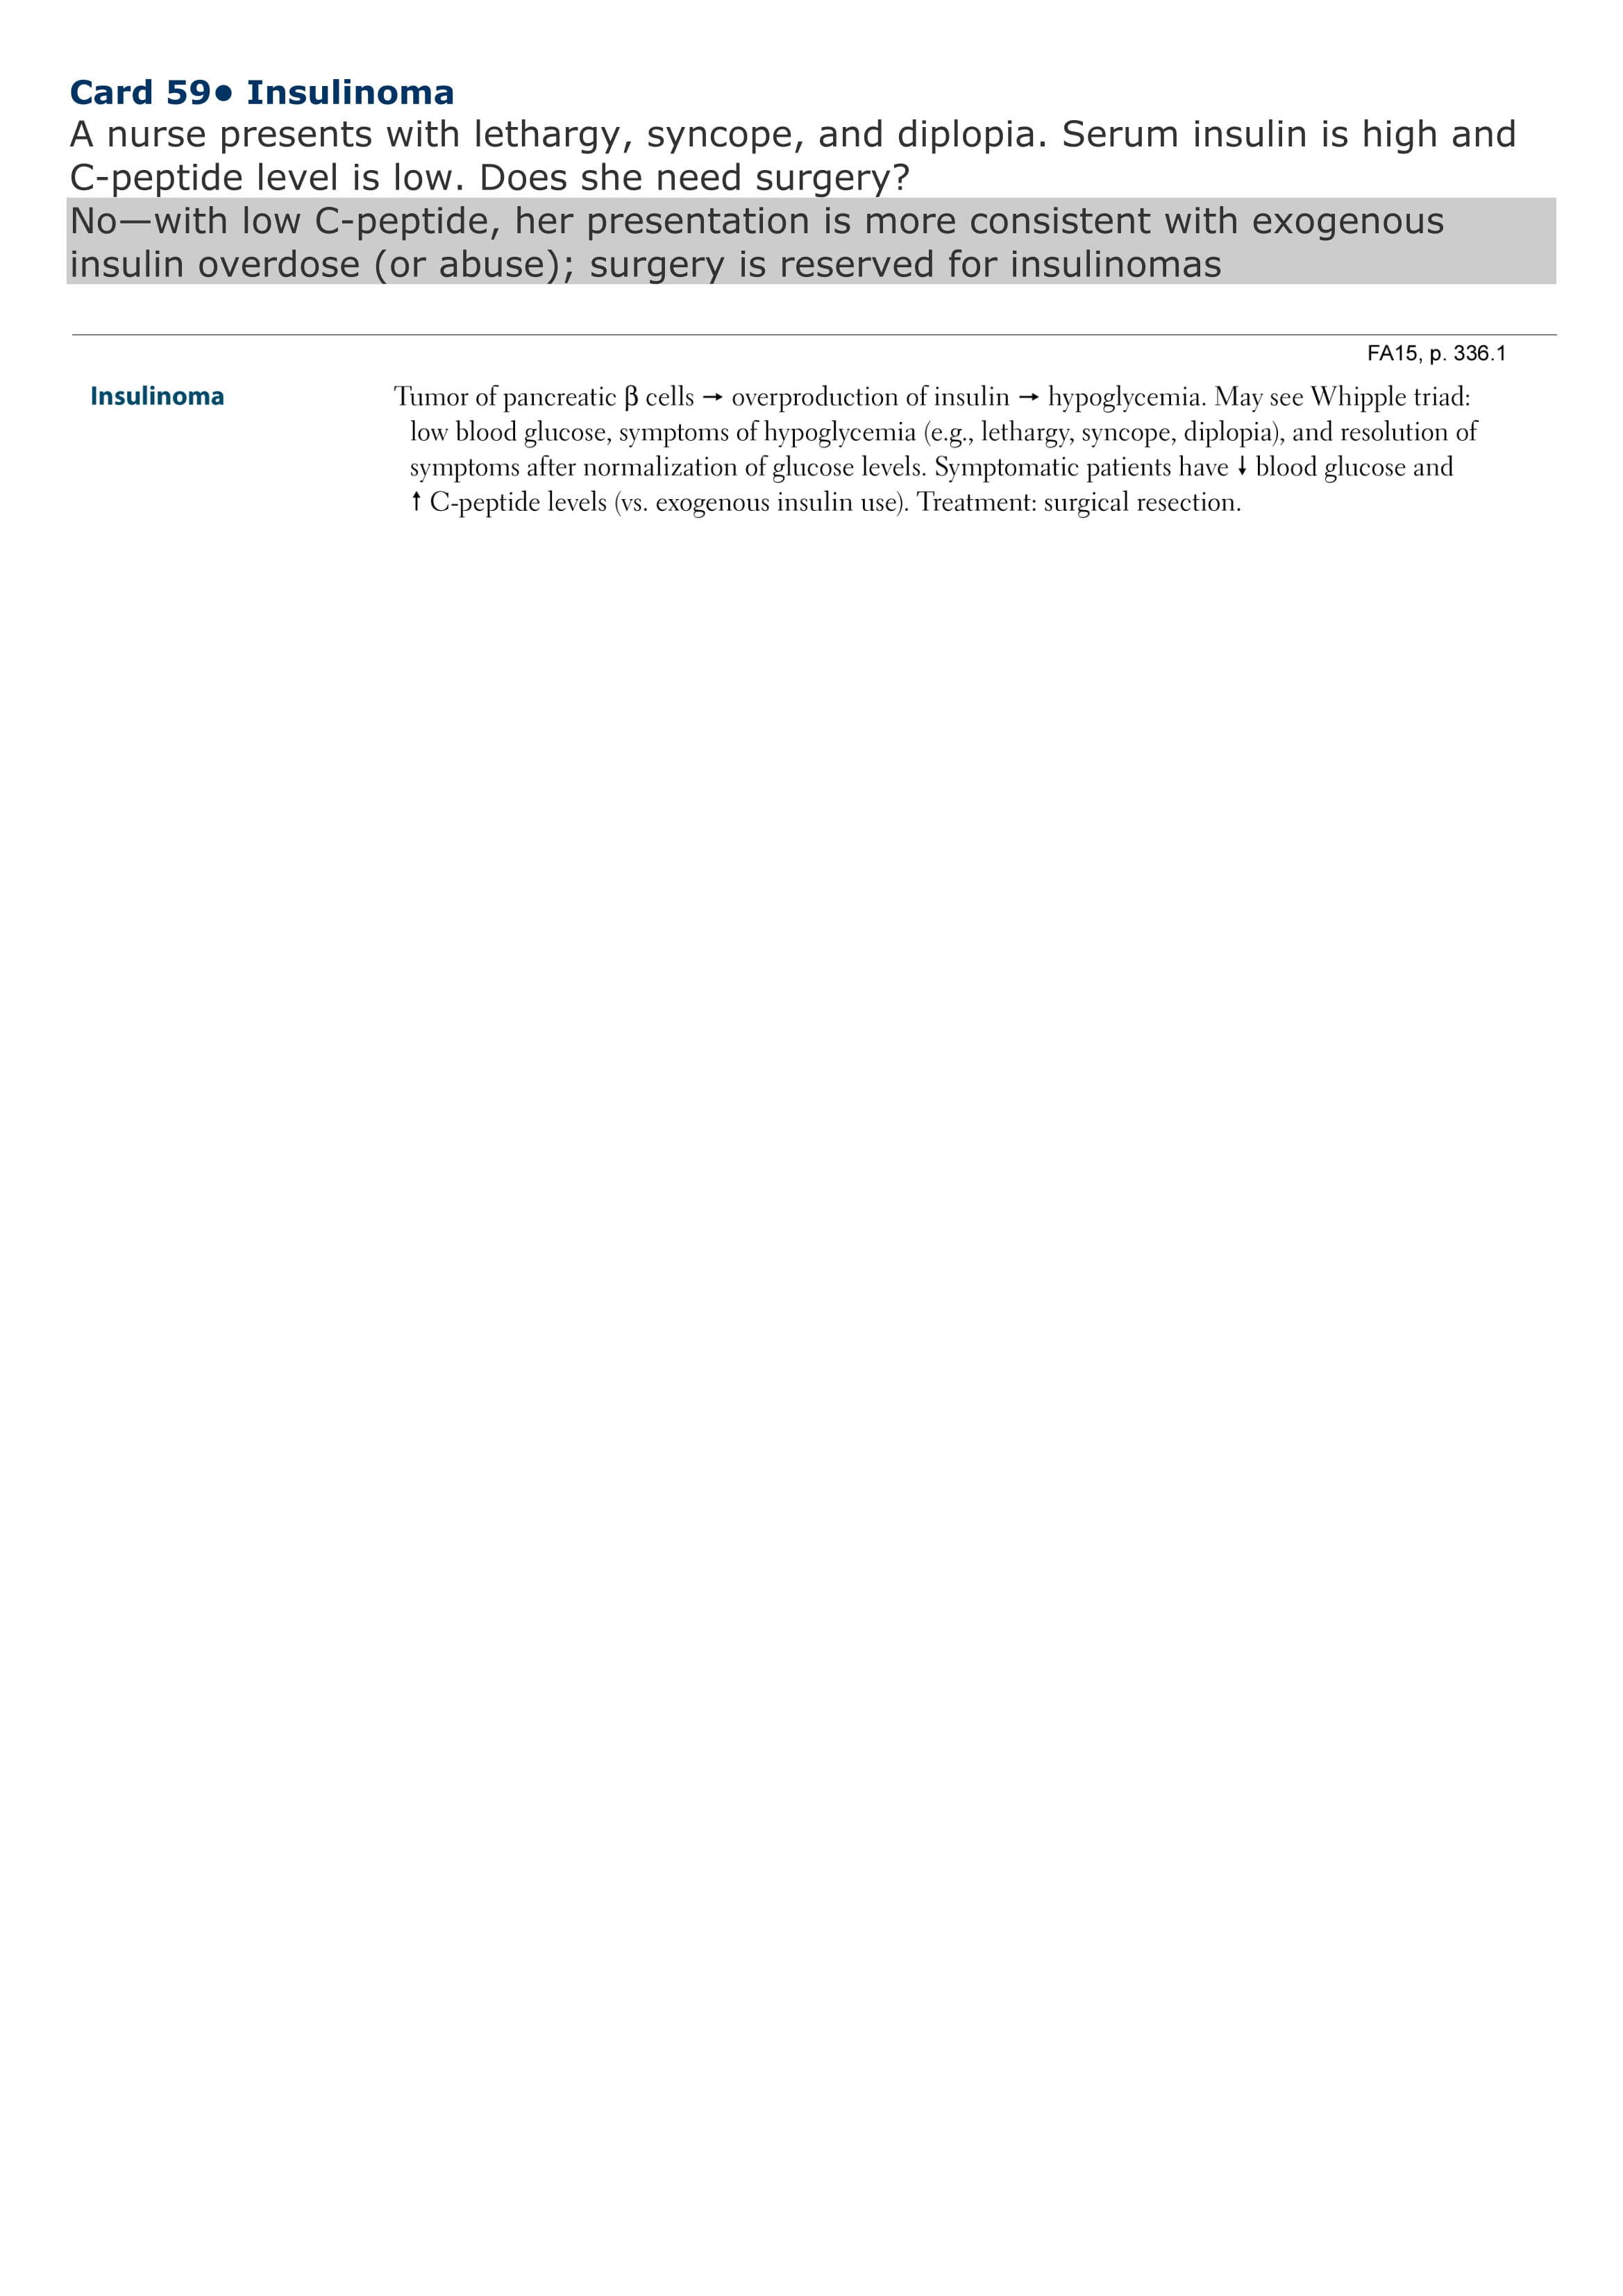 Card 59● Insulinoma
A nurse presents with lethargy, syncope, and diplopia. Serum insulin is high and
C-peptide level is low. Does she need surgery?
No—with low C-peptide, her presentation is more consistent with exogenous
insulin overdose (or abuse); surgery is reserved for insulinomas
FA15, p. 336.1
Insulinoma
Tumor of pancreatic β cells → overproduction of insulin → hypoglycemia. May see Whipple triad:
low blood glucose, symptoms of hypoglycemia (e.g., lethargy, syncope, diplopia), and resolution of
symptoms after normalization of glucose levels. Symptomatic patients have ↓ blood glucose and
↑ C-peptide levels (vs. exogenous insulin use). Treatment: surgical resection.